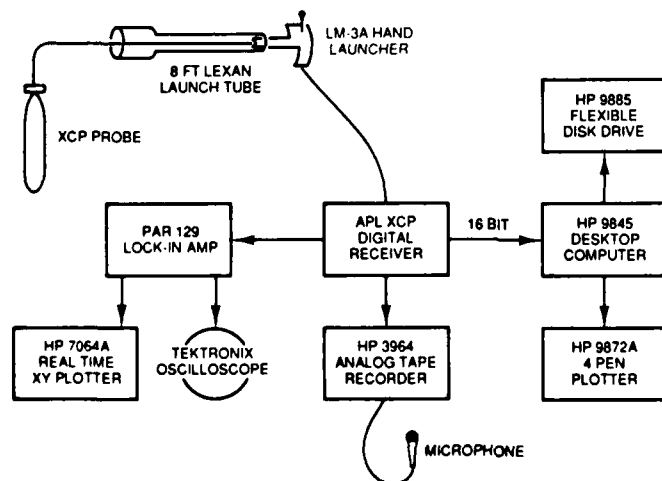 LM-3A HAND
LAUNCHER
8 FT LEXAN
LAUNCH TUBE
XCP PROBE
HP 9885
FLEXIBLE
DISK DRIVE
PAR 129
LOCK-IN AMP
APL XCP
DIGITAL
RECEIVER
16 BIT
HP 9845
DESKTOP
COMPUTER
HP 7064A
REAL TIME
XY PLOTTER
TEKTRONIX
OSCILLOSCOPE
HP 3964
ANALOG TAPE
RECORDER
HP 9872A
4 PEN
PLOTTER
MICROPHONE